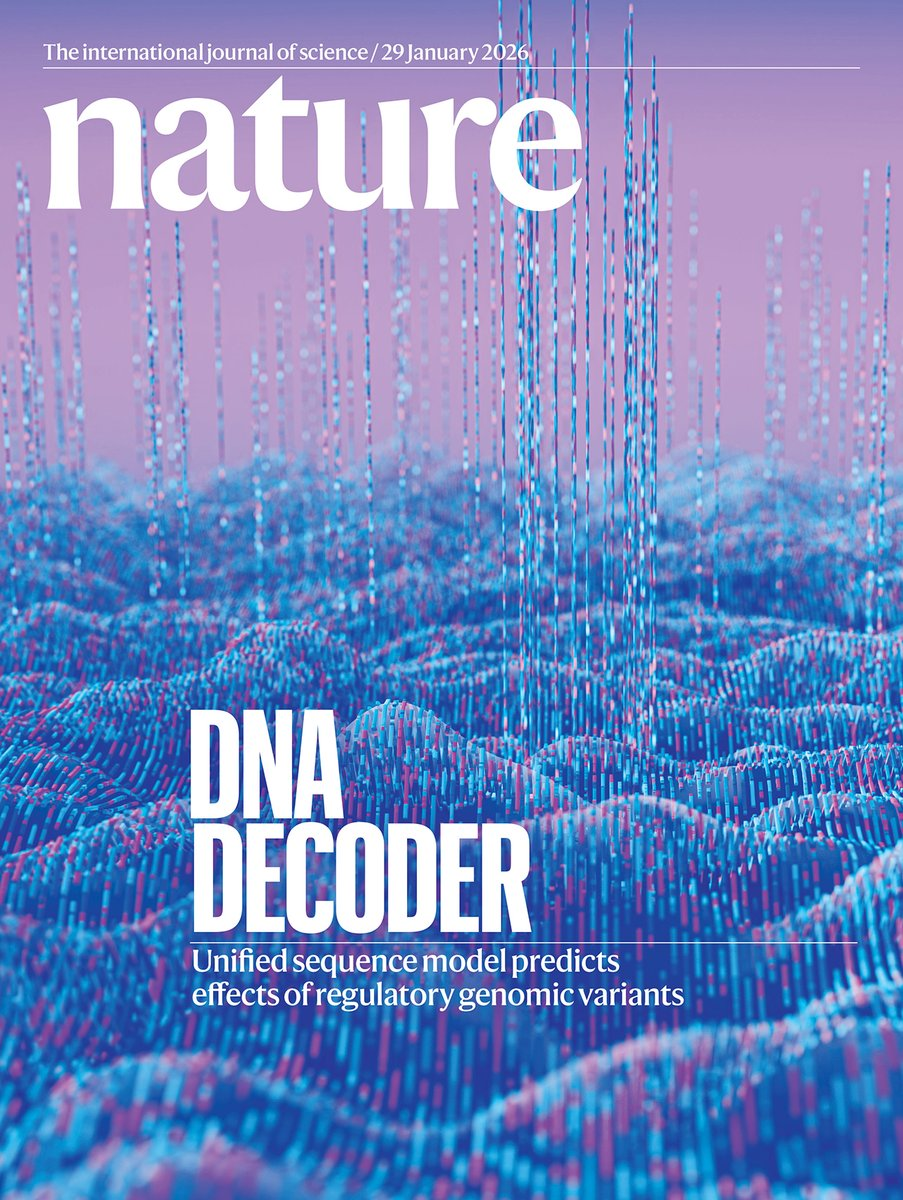 The international journal of science / 29 January 2026
nature
DNA
DECODER
Unified sequence model predicts
effects of regulatory genomic variants